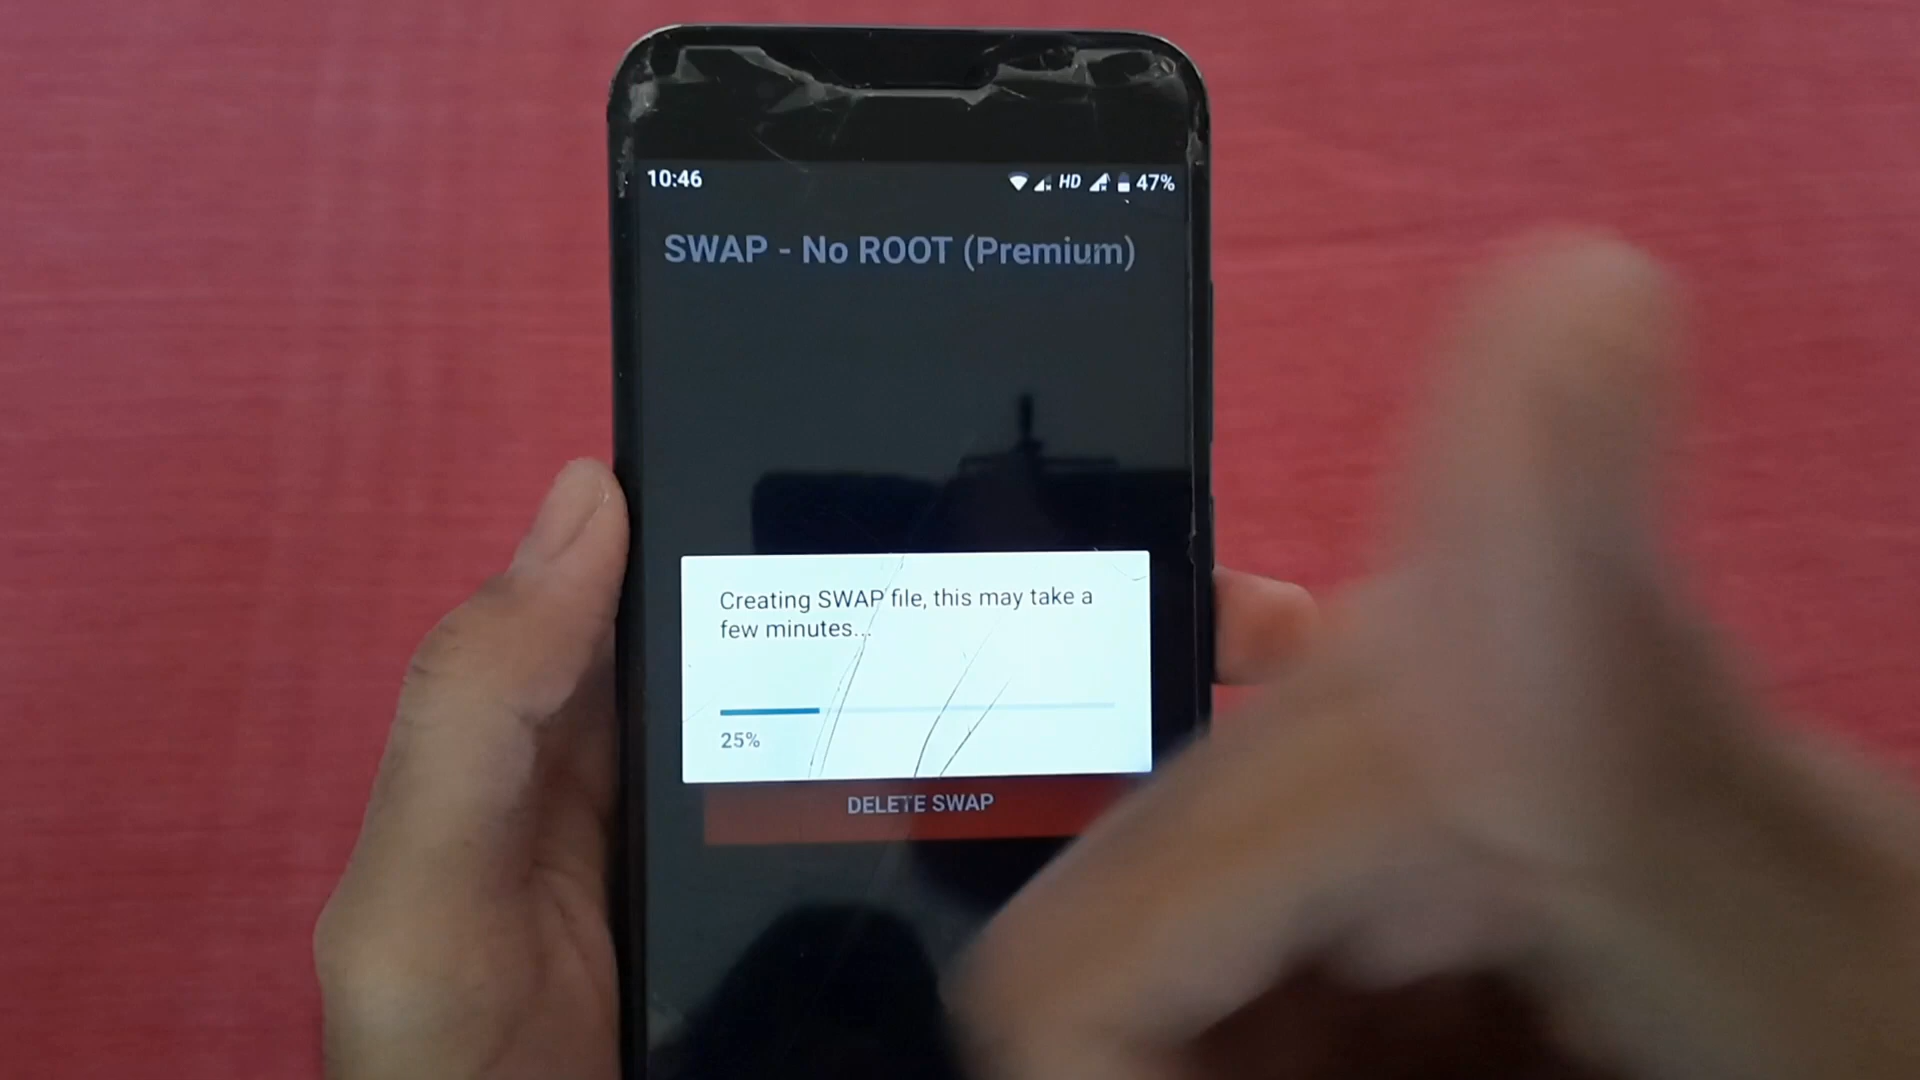 10:46 HD 47%
SWAP - No ROOT (Premium)
Creating SWAP file, this may take a
few minutes...
25%
DELETE SWAP